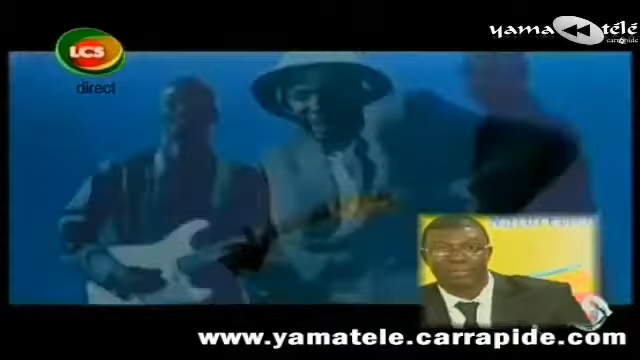 yama télé
carrapide
LCS
direct
www.yamatele.carrapide.com